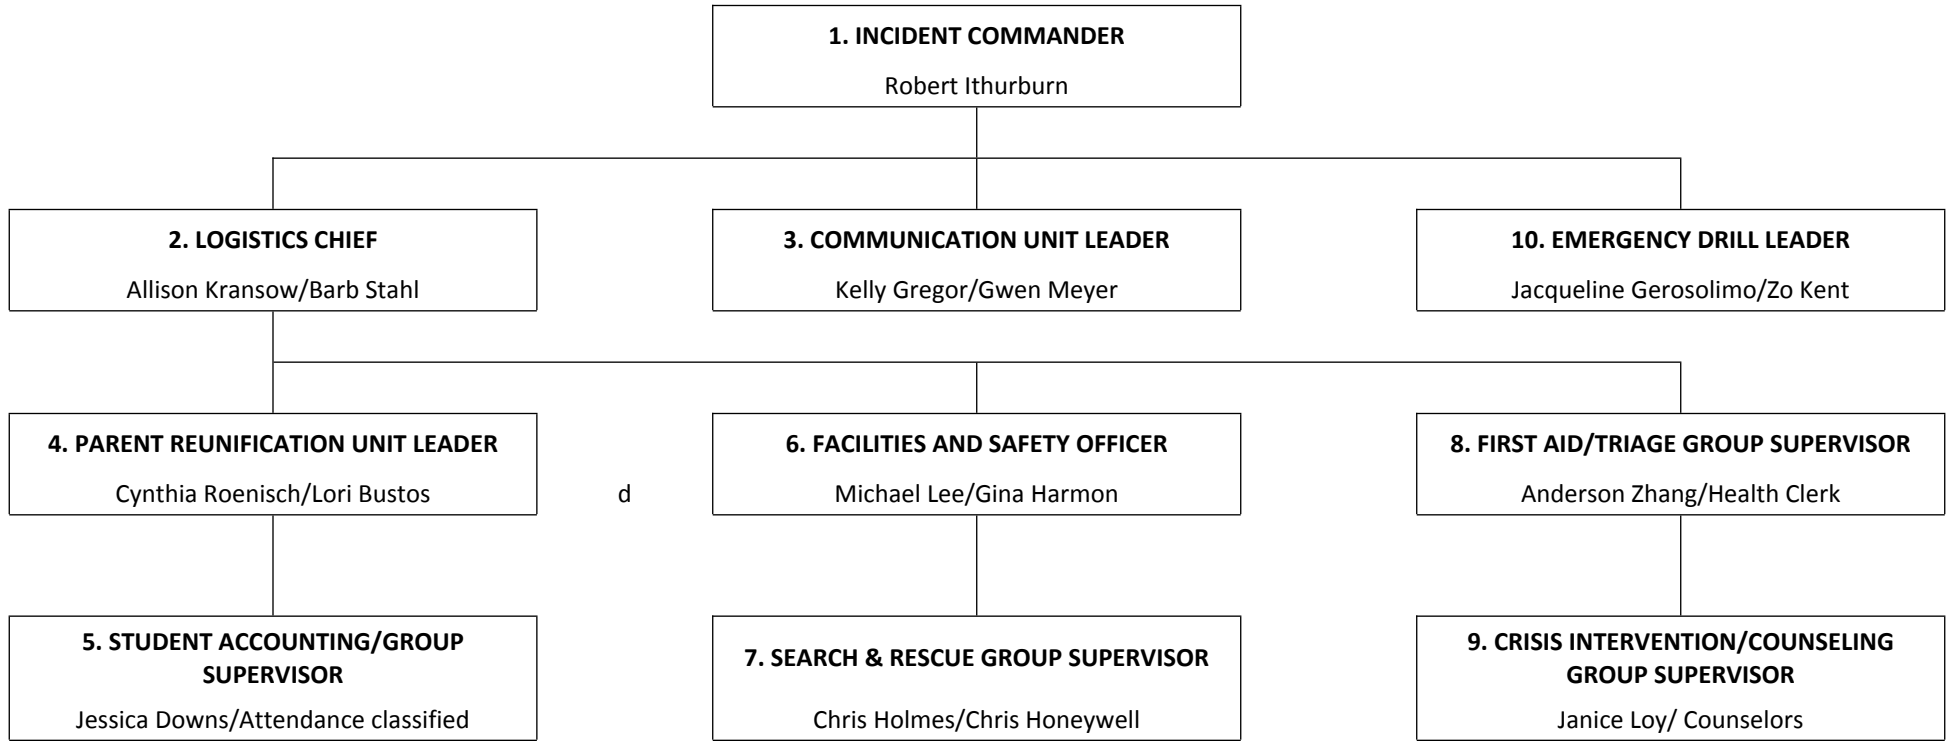 1. INCIDENT COMMANDER
Robert Ithurburn
2. LOGISTICS CHIEF
Allison Kransow/Barb Stahl
3. COMMUNICATION UNIT LEADER
Kelly Gregor/Gwen Meyer
10. EMERGENCY DRILL LEADER
Jacqueline Gerosolimo/Zo Kent
4. PARENT REUNIFICATION UNIT LEADER
Cynthia Roenisch/Lori Bustos
d
6. FACILITIES AND SAFETY OFFICER
Michael Lee/Gina Harmon
8. FIRST AID/TRIAGE GROUP SUPERVISOR
Anderson Zhang/Health Clerk
5. STUDENT ACCOUNTING/GROUP
SUPERVISOR
Jessica Downs/Attendance classified
7. SEARCH & RESCUE GROUP SUPERVISOR
Chris Holmes/Chris Honeywell
9. CRISIS INTERVENTION/COUNSELING
GROUP SUPERVISOR
Janice Loy/ Counselors